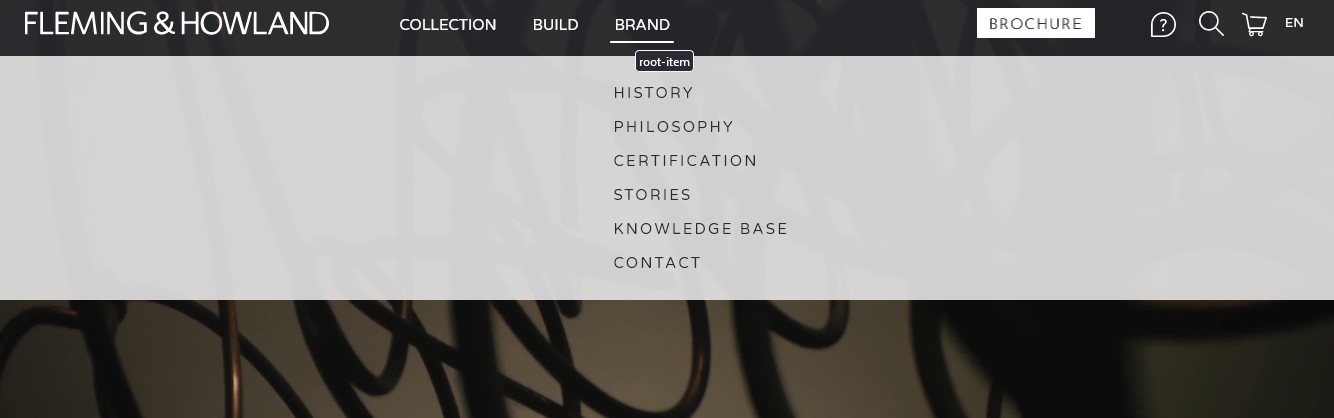 FLEMING & HOWLAND
COLLECTION
BUILD
BRAND
BROCHURE
?
EN
root-item
HISTORY
PHILOSOPHY
CERTIFICATION
STORIES
KNOWLEDGE BASE
CONTACT